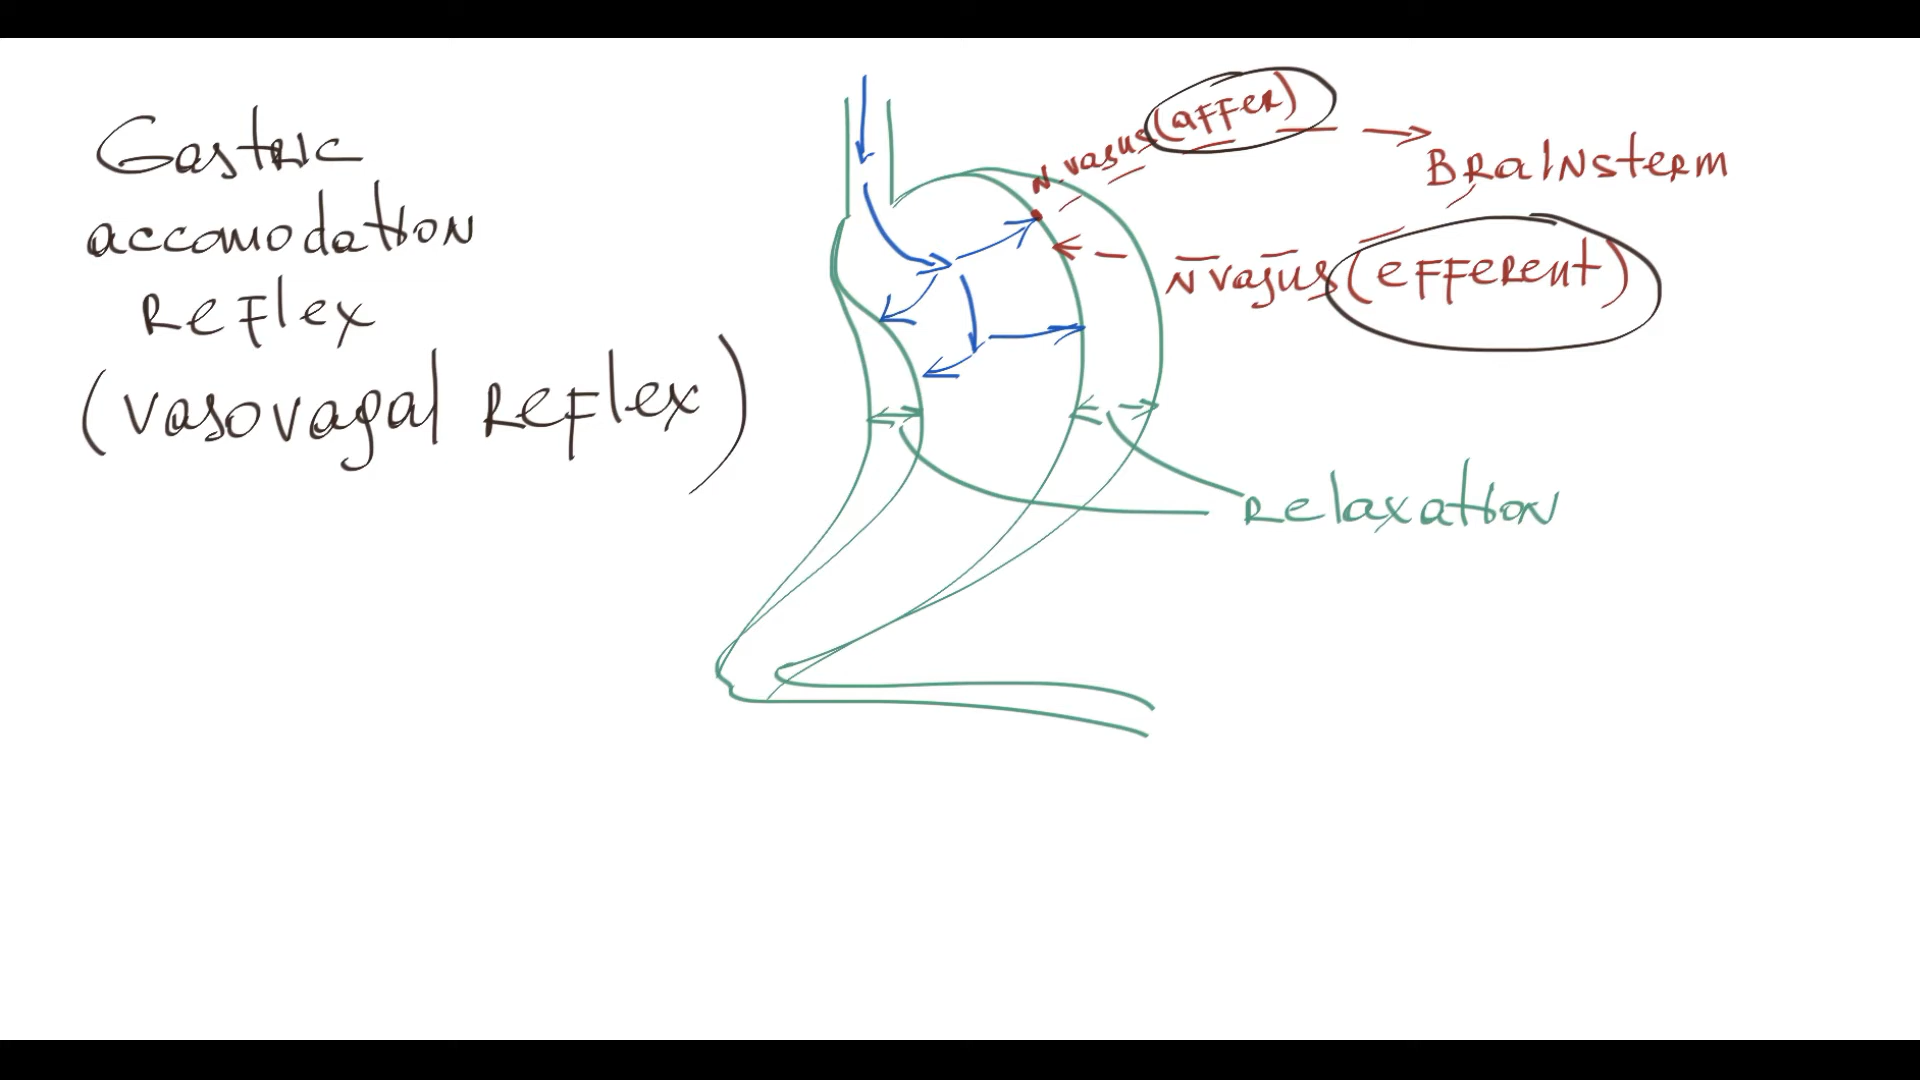 Gastric
accomodation
reflex
(vasovagal reflex)
N.vagus (affer)
Brainsterm
N vagus (efferent)
relaxation